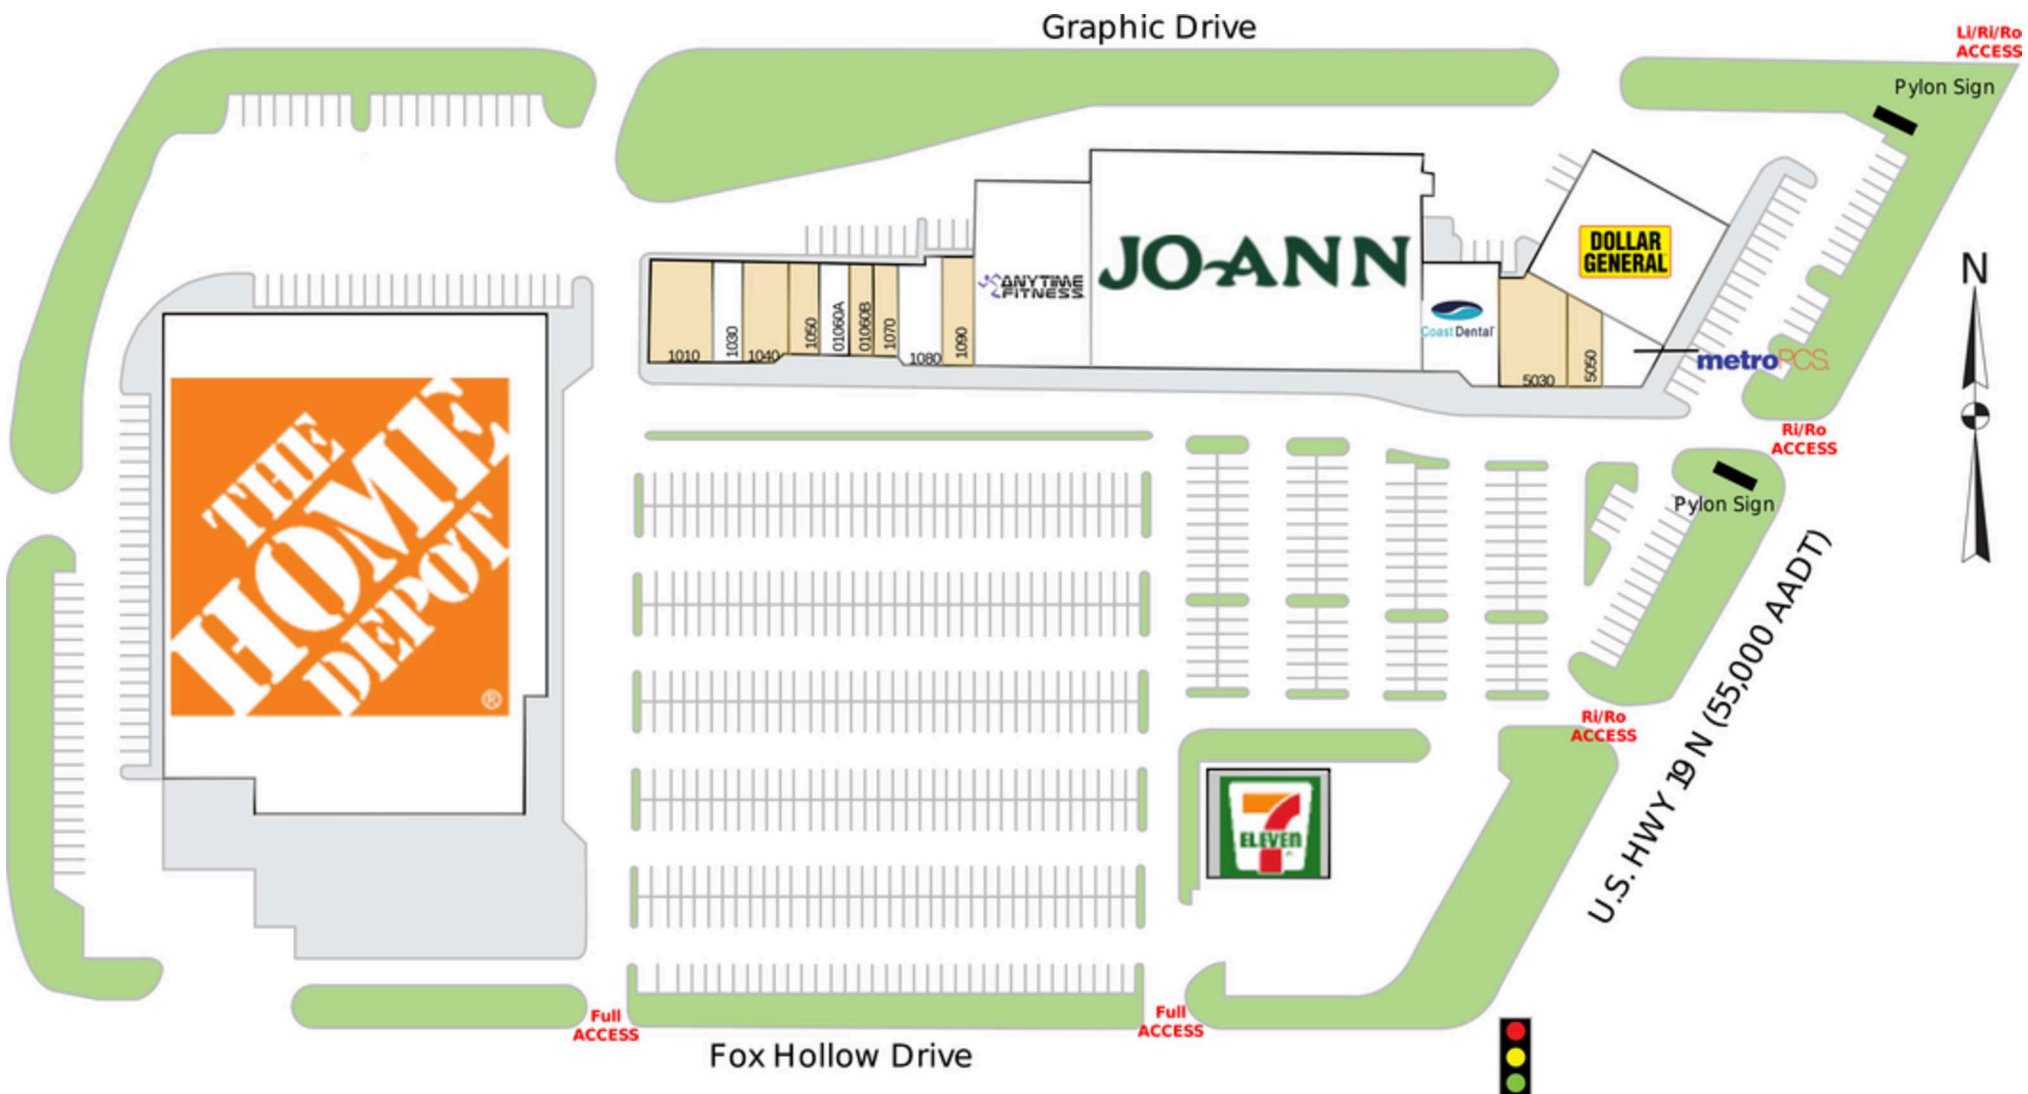 Graphic Drive
Li/Ri/Ro
ACCESS
Pylon Sign
JO-ANN
DOLLAR
GENERAL
N
ANYTIME
FITNESS
1010
1030
1040
1050
01060A
01060B
1070
1080
1090
Coast Dental
5030
5050
metroPCS.
THE
HOME
DEPOT
®
Ri/Ro
ACCESS
Pylon Sign
Ri/Ro
ACCESS
U.S. HWY 19 N (55,000 AADT)
7
ELEVEn
Full
ACCESS
Full
ACCESS
Fox Hollow Drive